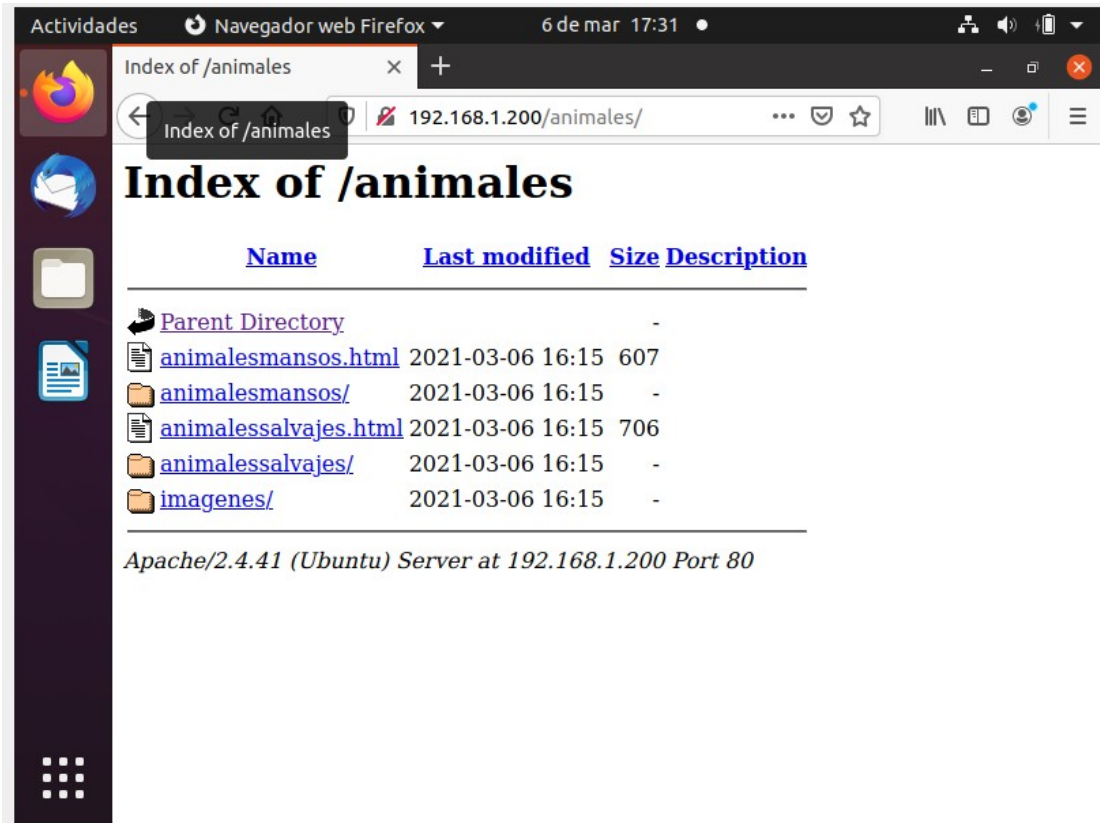 Actividades Navegador web Firefox 6 de mar 17:31
Index of /animales
192.168.1.200/animales/
Index of /animales
Index of /animales
Name Last modified Size Description
Parent Directory -
animalesmansos.html 2021-03-06 16:15 607
animalesmansos/ 2021-03-06 16:15 -
animalessalvajes.html 2021-03-06 16:15 706
animalessalvajes/ 2021-03-06 16:15 -
imagenes/ 2021-03-06 16:15 -
Apache/2.4.41 (Ubuntu) Server at 192.168.1.200 Port 80